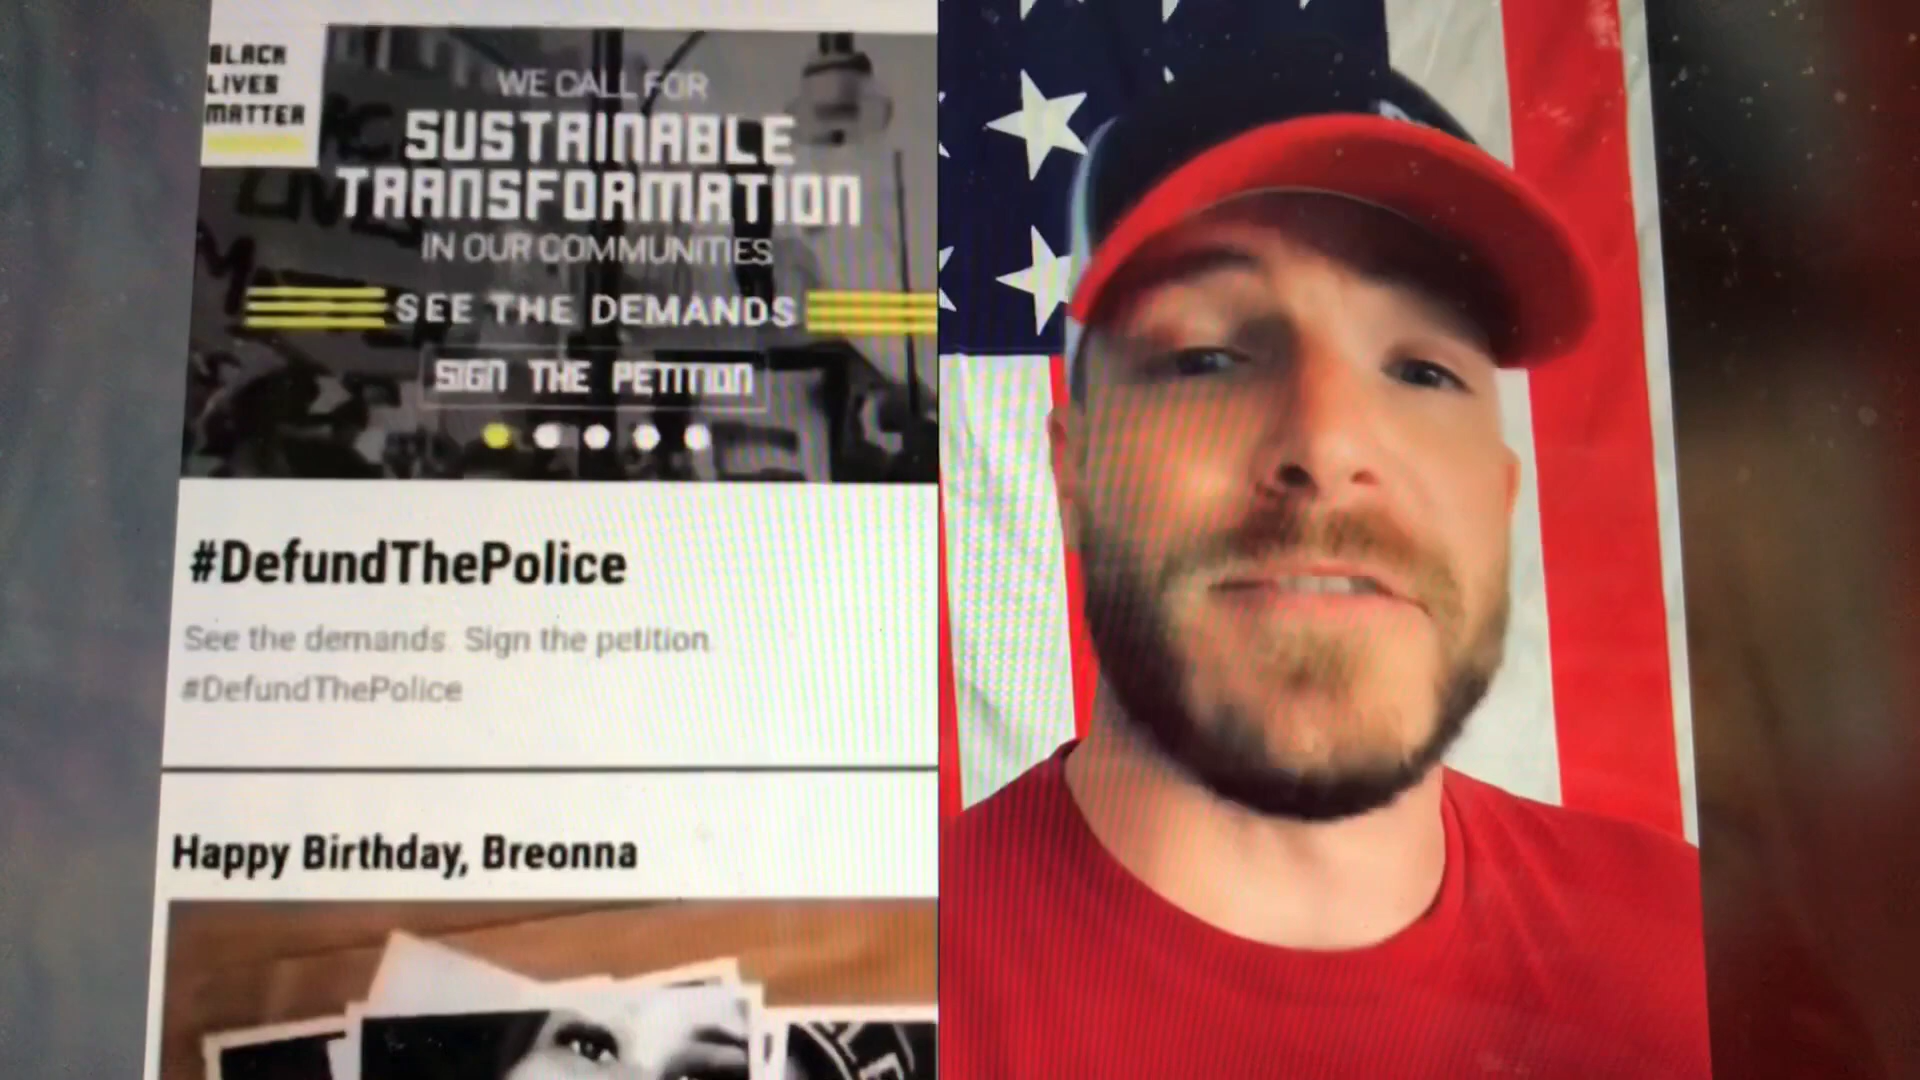 BLACK
LIVES
MATTER
WE CALL FOR
SUSTAINABLE
TRANSFORMATION
IN OUR COMMUNITIES
SEE THE DEMANDS
SIGN THE PETITION
#DefundThePolice
See the demands. Sign the petition.
#DefundThePolice
Happy Birthday, Breonna